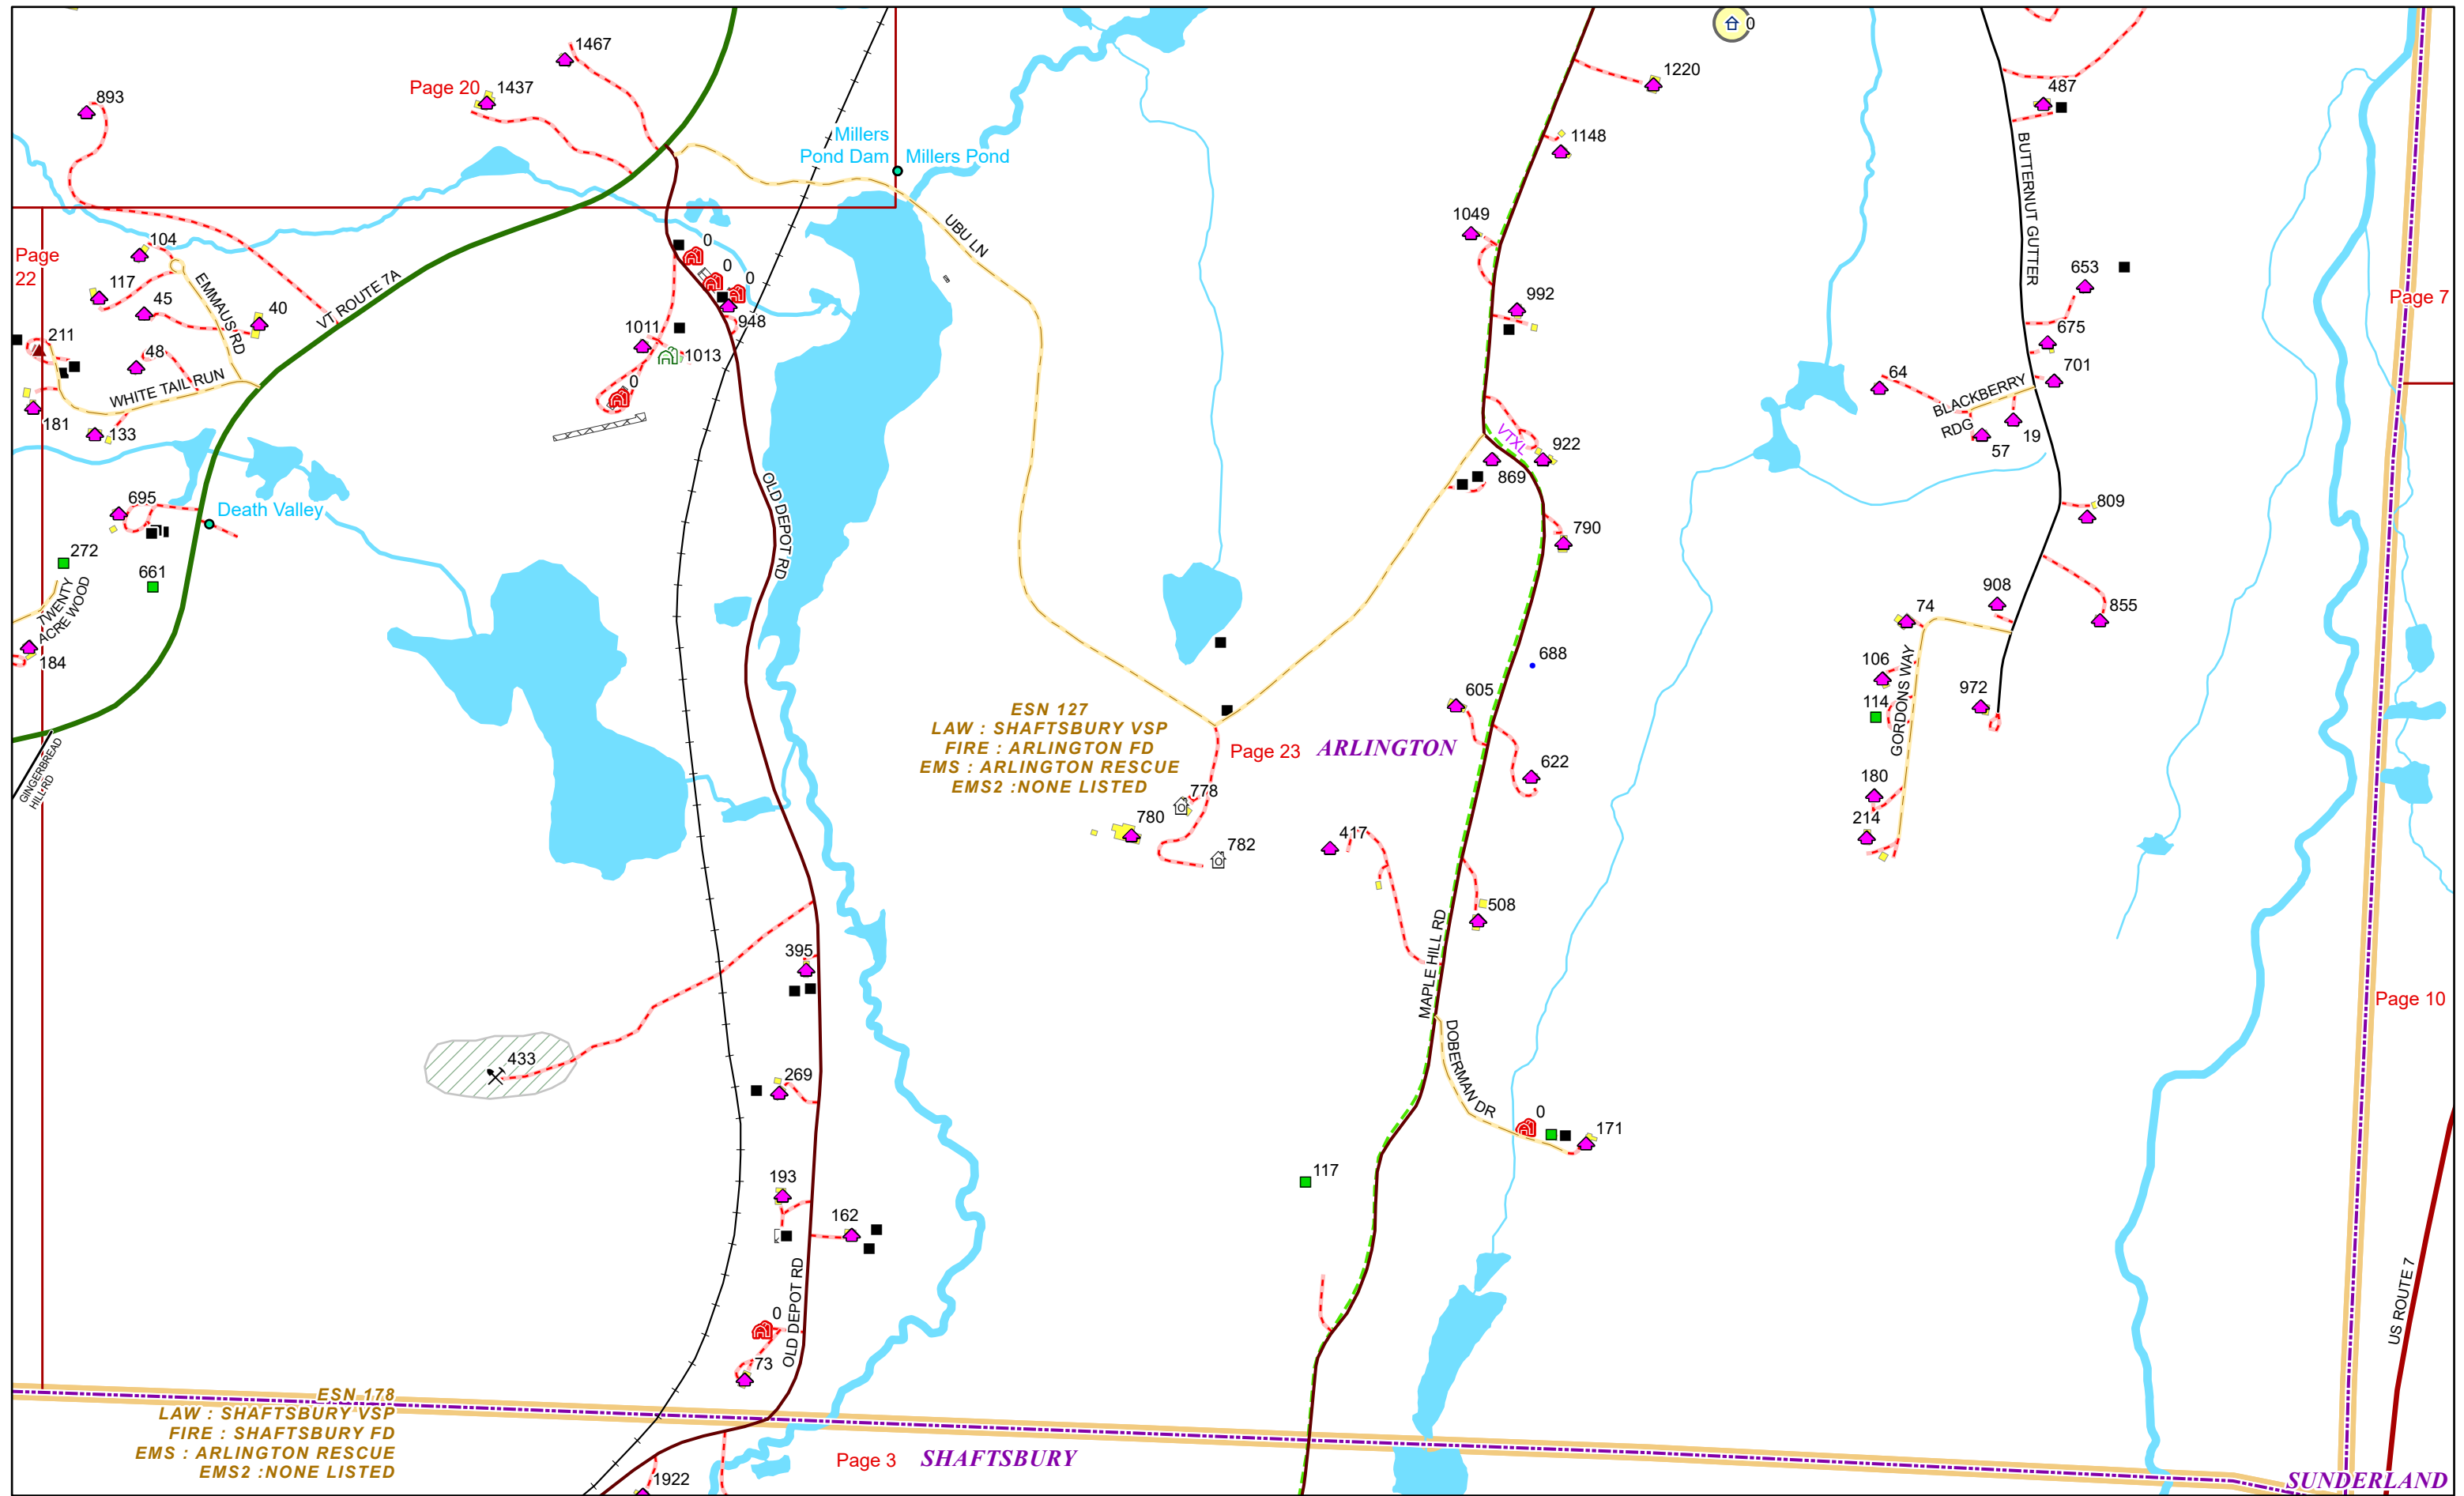 0
1467
1220
893
Page 20
1437
487
1148
Millers
Pond Dam
Millers Pond
BUTTERNUT GUTTER
1049
UBU LN
104
0
Page
22
117
EMMAUS RD
0
0
653
Page 7
45
40
VT ROUTE 7A
948
992
211
1011
1013
675
48
701
WHITE TAIL RUN
0
64
BLACKBERRY
RDG
181
133
VTXL
922
19
57
869
OLD DEPOT RD
695
Death Valley
809
790
272
661
TWENTY
ACRE WOOD
908
855
74
184
688
106
605
972
114
GORDONS WAY
ESN 127
LAW : SHAFTSBURY VSP
FIRE : ARLINGTON FD
EMS : ARLINGTON RESCUE
EMS2 :NONE LISTED
Page 23
ARLINGTON
GINGERBREAD
HILL RD
622
778
180
780
214
417
782
508
MAPLE HILL RD
395
Page 10
433
269
DOBERMAN DR
0
171
117
193
162
OLD DEPOT RD
US ROUTE 7
0
73
ESN 178
LAW : SHAFTSBURY VSP
FIRE : SHAFTSBURY FD
EMS : ARLINGTON RESCUE
EMS2 :NONE LISTED
Page 3
SHAFTSBURY
1922
SUNDERLAND